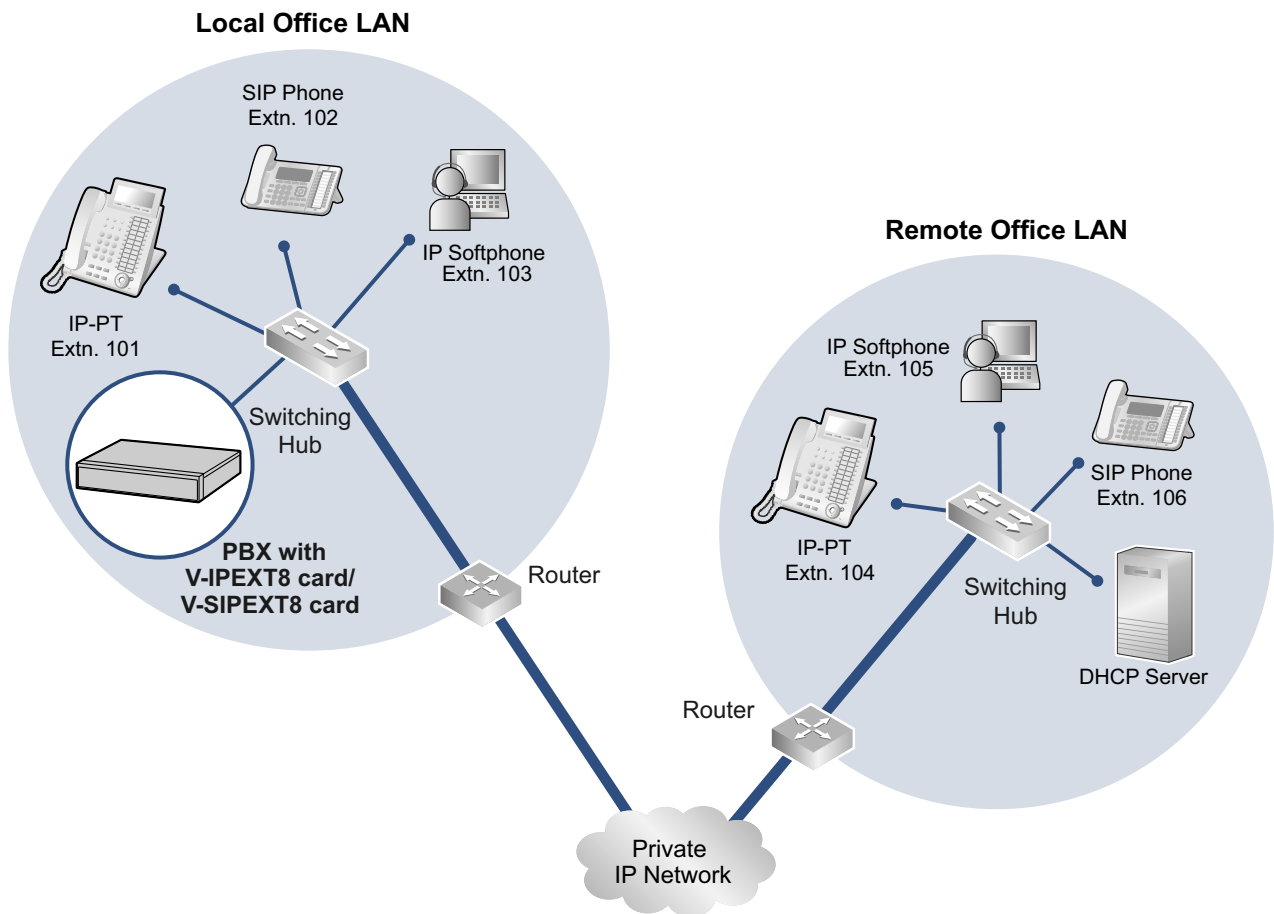 Local Office LAN
SIP Phone
Extn. 102
IP Softphone
Extn. 103
IP-PT
Extn. 101
Switching
Hub
PBX with
V-IPEXT8 card/
V-SIPEXT8 card
Router
Remote Office LAN
IP Softphone
Extn. 105
SIP Phone
Extn. 106
IP-PT
Extn. 104
Switching
Hub
DHCP Server
Router
Private
IP Network